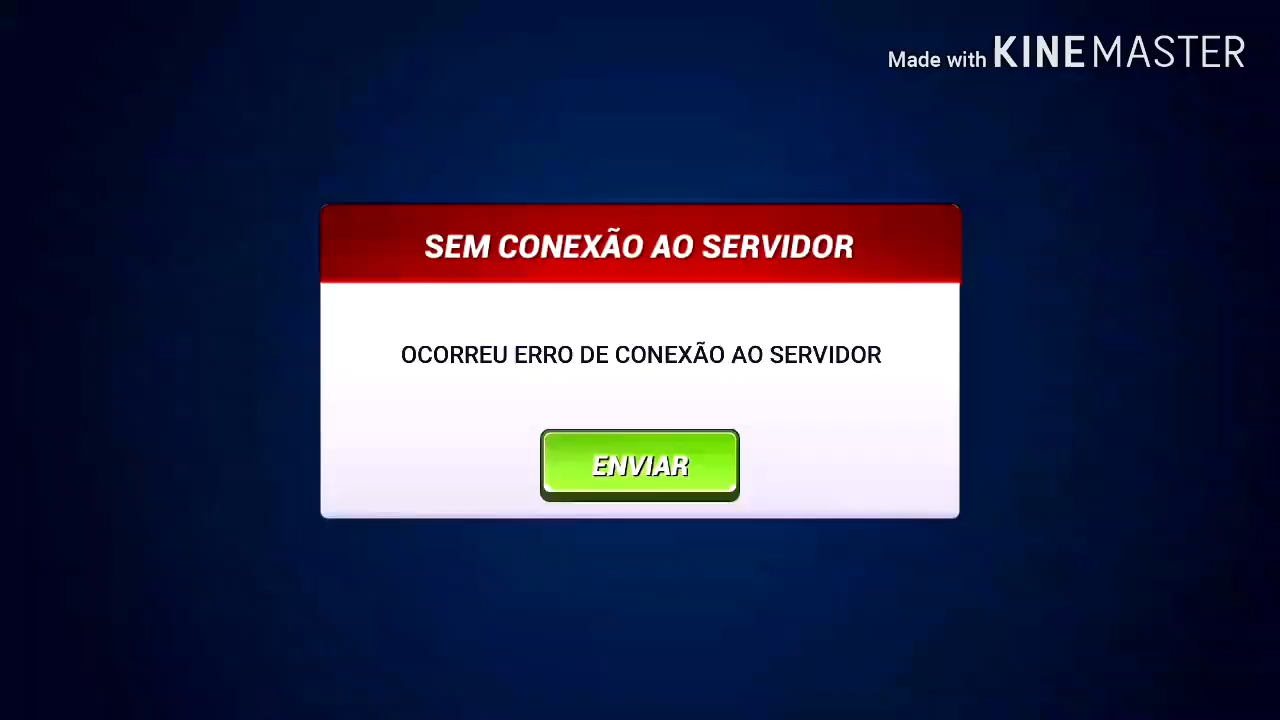 Made with KINEMASTER
SEM CONEXÃO AO SERVIDOR
OCORREU ERRO DE CONEXÃO AO SERVIDOR
ENVIAR